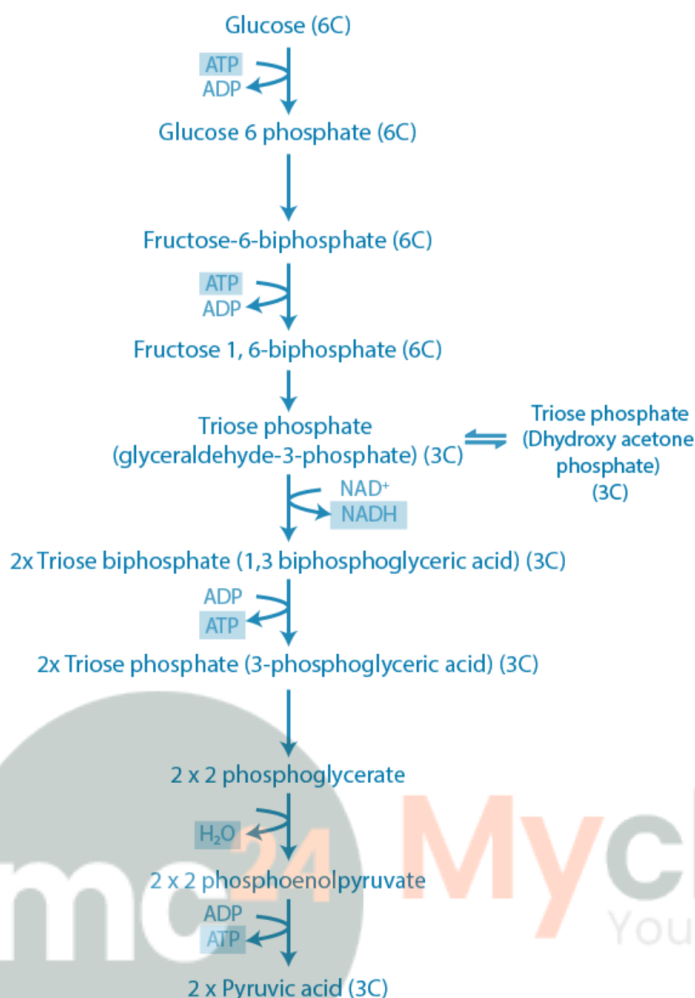 Glucose (6C)
ATP
ADP
Glucose 6 phosphate (6C)
Fructose-6-biphosphate (6C)
ATP
ADP
Fructose 1, 6-biphosphate (6C)
Triose phosphate
(glyceraldehyde-3-phosphate) (3C)
Triose phosphate
(Dhydroxy acetone
phosphate)
(3C)
NAD⁺
NADH
2x Triose biphosphate (1,3 biphosphoglyceric acid) (3C)
ADP
ATP
2x Triose phosphate (3-phosphoglyceric acid) (3C)
2 x 2 phosphoglycerate
H₂O
2 x 2 phosphoenolpyruvate
ADP
ATP
2 x Pyruvic acid (3C)
mc
24
Myc
You